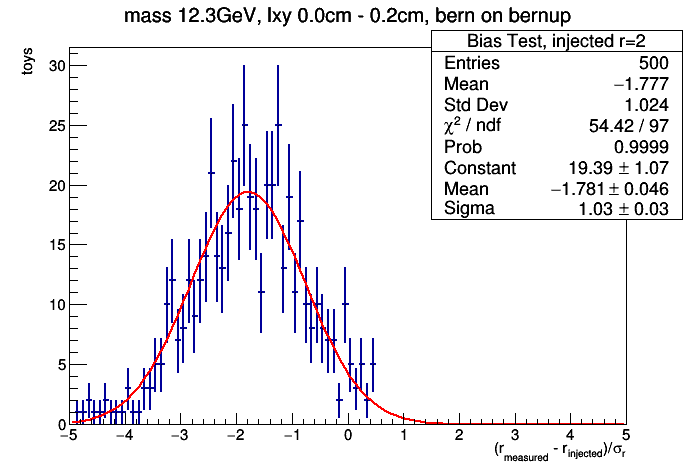 mass 12.3GeV, lxy 0.0cm - 0.2cm, bern on bernup
toys
Bias Test, injected r=2
Entries 500
Mean −1.777
Std Dev 1.024
χ² / ndf 54.42 / 97
Prob 0.9999
Constant 19.39 ± 1.07
Mean −1.781 ± 0.046
Sigma 1.03 ± 0.03
30
25
20
15
10
5
0
−5 −4 −3 −2 −1 0 1 2 3 4 5
(r_measured - r_injected)/σ_r